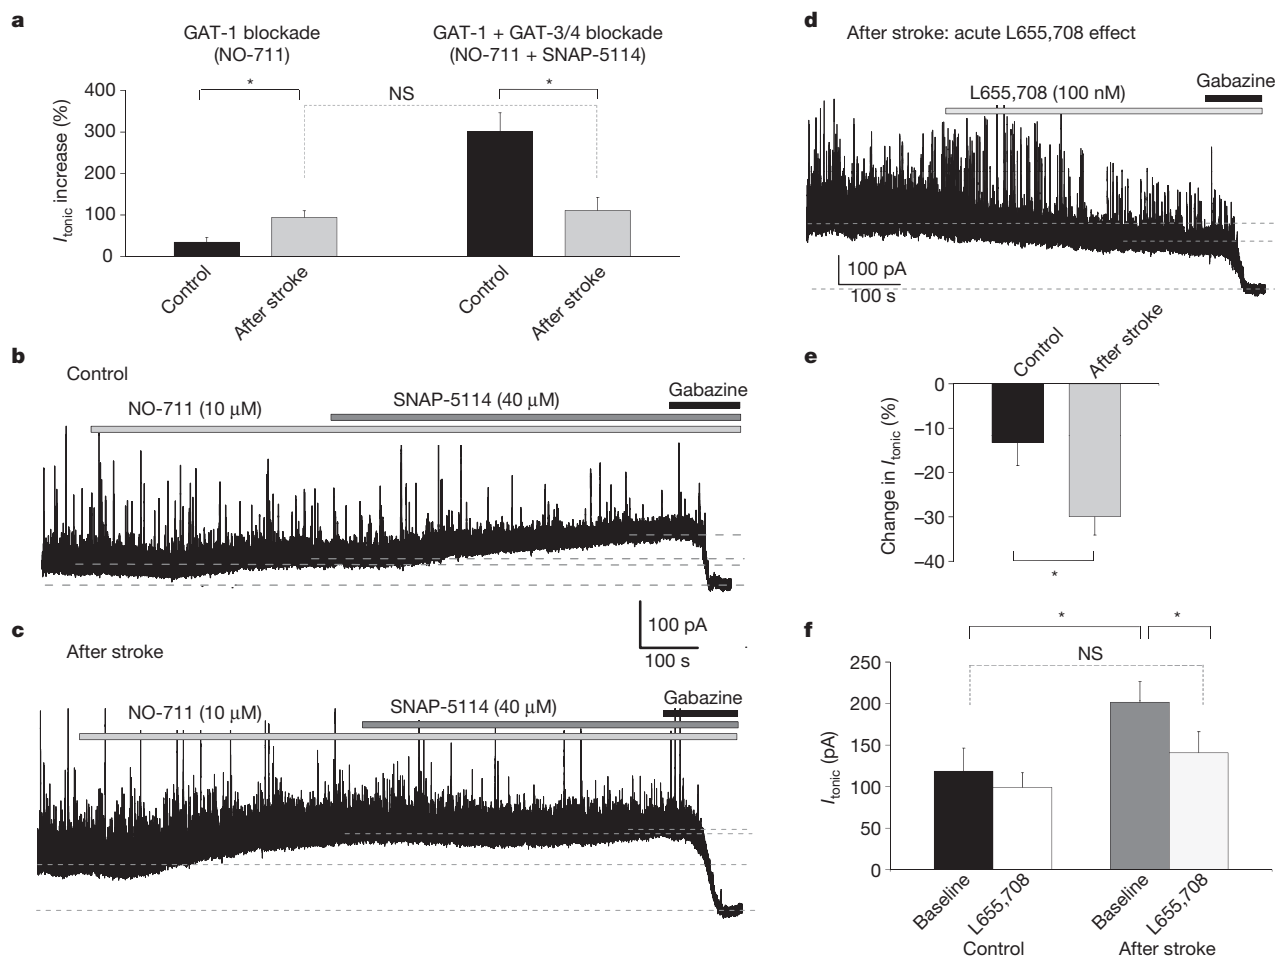 a
GAT-1 blockade
(NO-711)
GAT-1 + GAT-3/4 blockade
(NO-711 + SNAP-5114)
*
NS
*
Itonic increase (%)
400
300
200
100
0
Control
After stroke
Control
After stroke
b
Control
NO-711 (10 μM)
SNAP-5114 (40 μM)
Gabazine
100 pA
100 s
c
After stroke
NO-711 (10 μM)
SNAP-5114 (40 μM)
Gabazine
d
After stroke: acute L655,708 effect
L655,708 (100 nM)
Gabazine
100 pA
100 s
e
Control
After stroke
Change in Itonic (%)
0
–10
–20
–30
–40
*
f
*
*
NS
Itonic (pA)
250
200
150
100
50
0
Baseline
L655,708
Baseline
L655,708
Control
After stroke